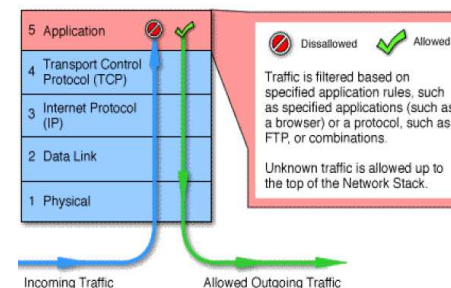 5 Application
4 Transport Control
Protocol (TCP)
3 Internet Protocol
(IP)
2 Data Link
1 Physical
Incoming Traffic
Allowed Outgoing Traffic
Dissallowed
Allowed
Traffic is filtered based on
specified application rules, such
as specified applications (such as
a browser) or a protocol, such as
FTP, or combinations.
Unknown traffic is allowed up to
the top of the Network Stack.